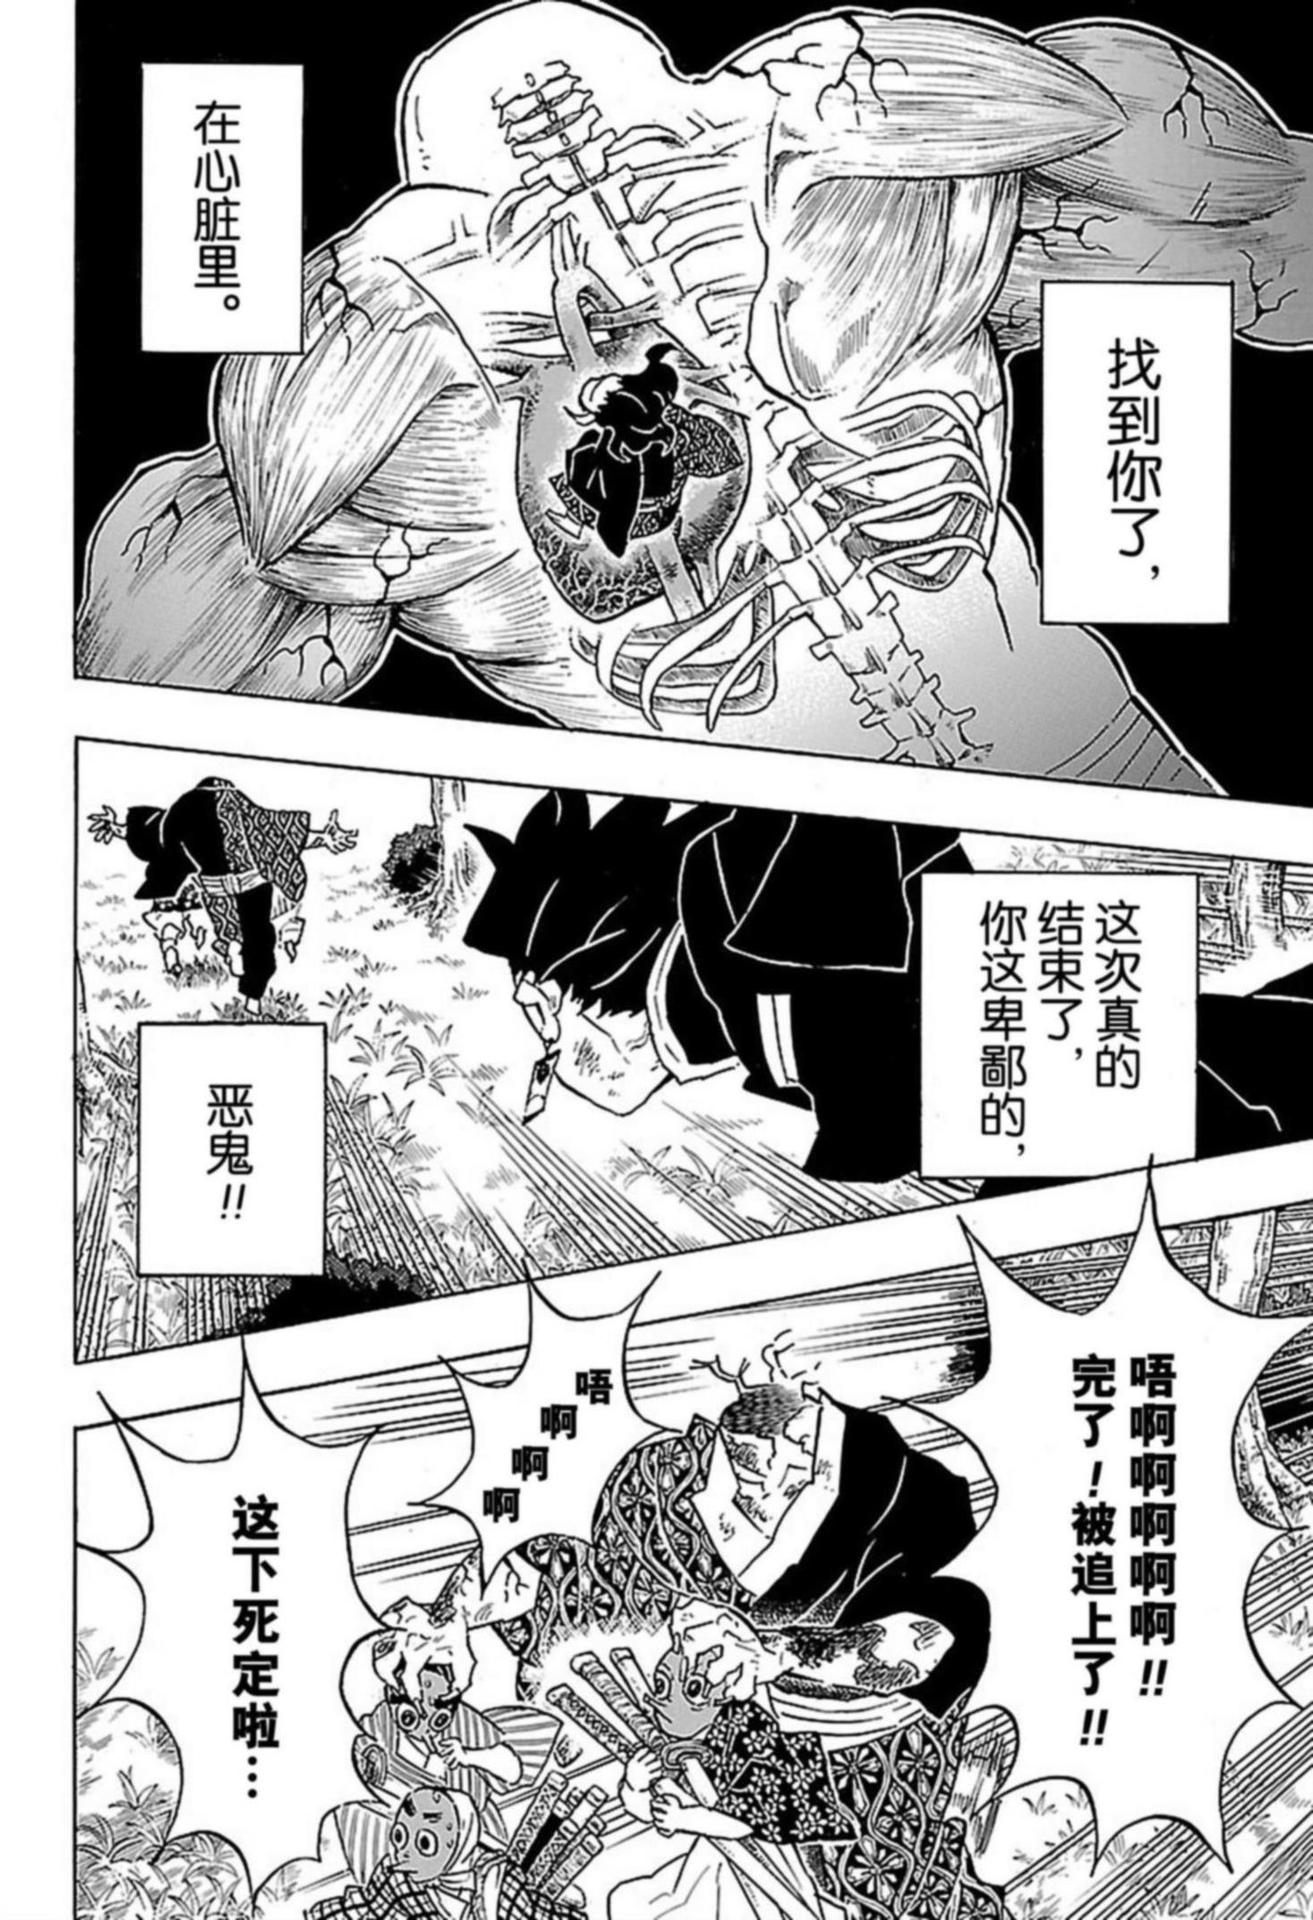 找到你了，
在心脏里。
这次真的
结束了，
你这卑鄙的，
恶鬼!!
唔啊啊啊啊啊!!
完了!被追上了!!
唔
啊
啊
啊
这下死定啦…